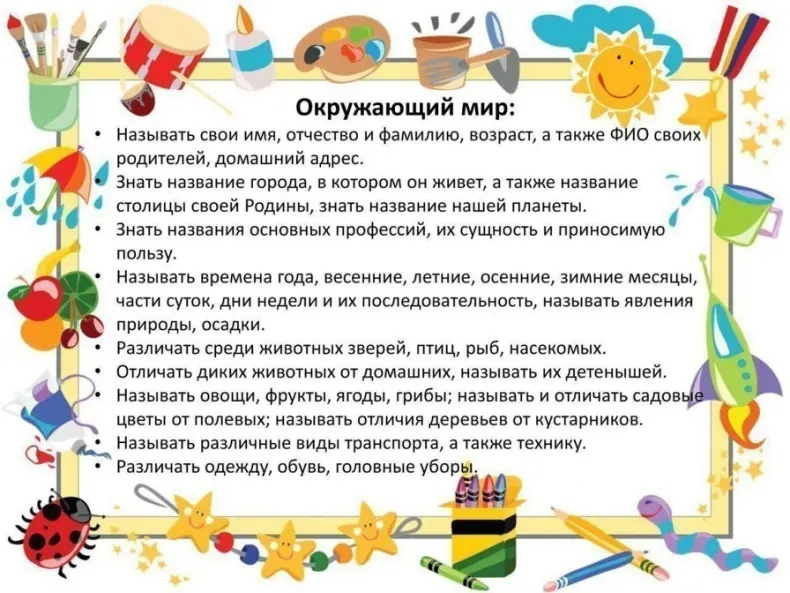 Окружающий мир:
• Называть свои имя, отчество и фамилию, возраст, а также ФИО своих
родителей, домашний адрес.
• Знать название города, в котором он живет, а также название
столицы своей Родины, знать название нашей планеты.
• Знать названия основных профессий, их сущность и приносимую
пользу.
• Называть времена года, весенние, летние, осенние, зимние месяцы,
части суток, дни недели и их последовательность, называть явления
природы, осадки.
• Различать среди животных зверей, птиц, рыб, насекомых.
• Отличать диких животных от домашних, называть их детенышей.
• Называть овощи, фрукты, ягоды, грибы; называть и отличать садовые
цветы от полевых; называть отличия деревьев от кустарников.
• Называть различные виды транспорта, а также технику.
• Различать одежду, обувь, головные уборы.